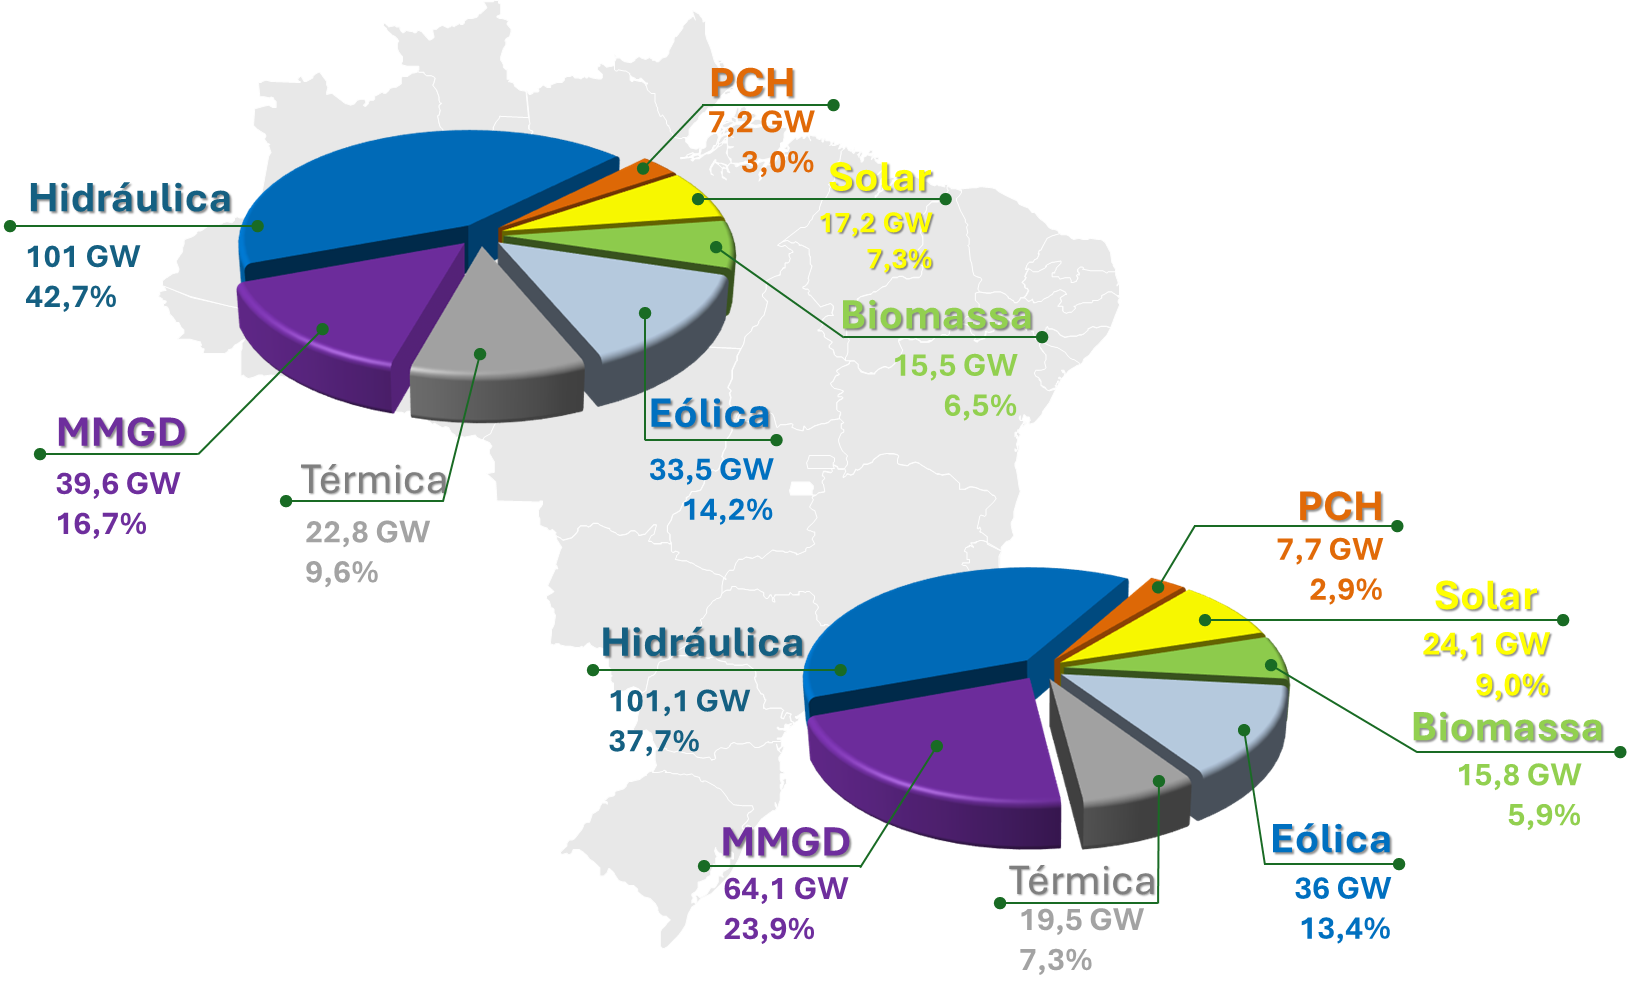 PCH
7,2 GW
3,0%
Solar
17,2 GW
7,3%
Hidráulica
101 GW
42,7%
Biomassa
15,5 GW
6,5%
Eólica
33,5 GW
14,2%
MMGD
39,6 GW
16,7%
Térmica
22,8 GW
9,6%
PCH
7,7 GW
2,9%
Solar
24,1 GW
9,0%
Hidráulica
101,1 GW
37,7%
Biomassa
15,8 GW
5,9%
Eólica
36 GW
13,4%
MMGD
64,1 GW
23,9%
Térmica
19,5 GW
7,3%